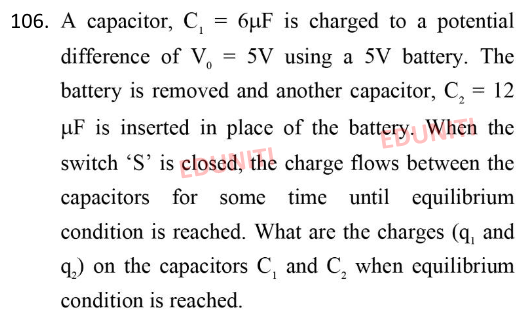 106. A capacitor, C₁ = 6μF is charged to a potential
difference of V₀ = 5V using a 5V battery. The
battery is removed and another capacitor, C₂ = 12
μF is inserted in place of the battery. When the
switch ‘S’ is closed, the charge flows between the
capacitors for some time until equilibrium
condition is reached. What are the charges (q₁ and
q₂) on the capacitors C₁ and C₂ when equilibrium
condition is reached.
EDUNITI
EDUNITI